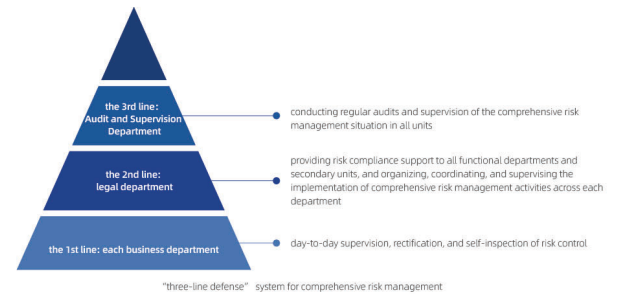 the 3rd line:
Audit and Supervision
Department
conducting regular audits and supervision of the comprehensive risk
management situation in all units
the 2nd line:
legal department
providing risk compliance support to all functional departments and
secondary units, and organizing, coordinating, and supervising the
implementation of comprehensive risk management activities across each
department
the 1st line: each business department
day-to-day supervision, rectification, and self-inspection of risk control
“three-line defense” system for comprehensive risk management